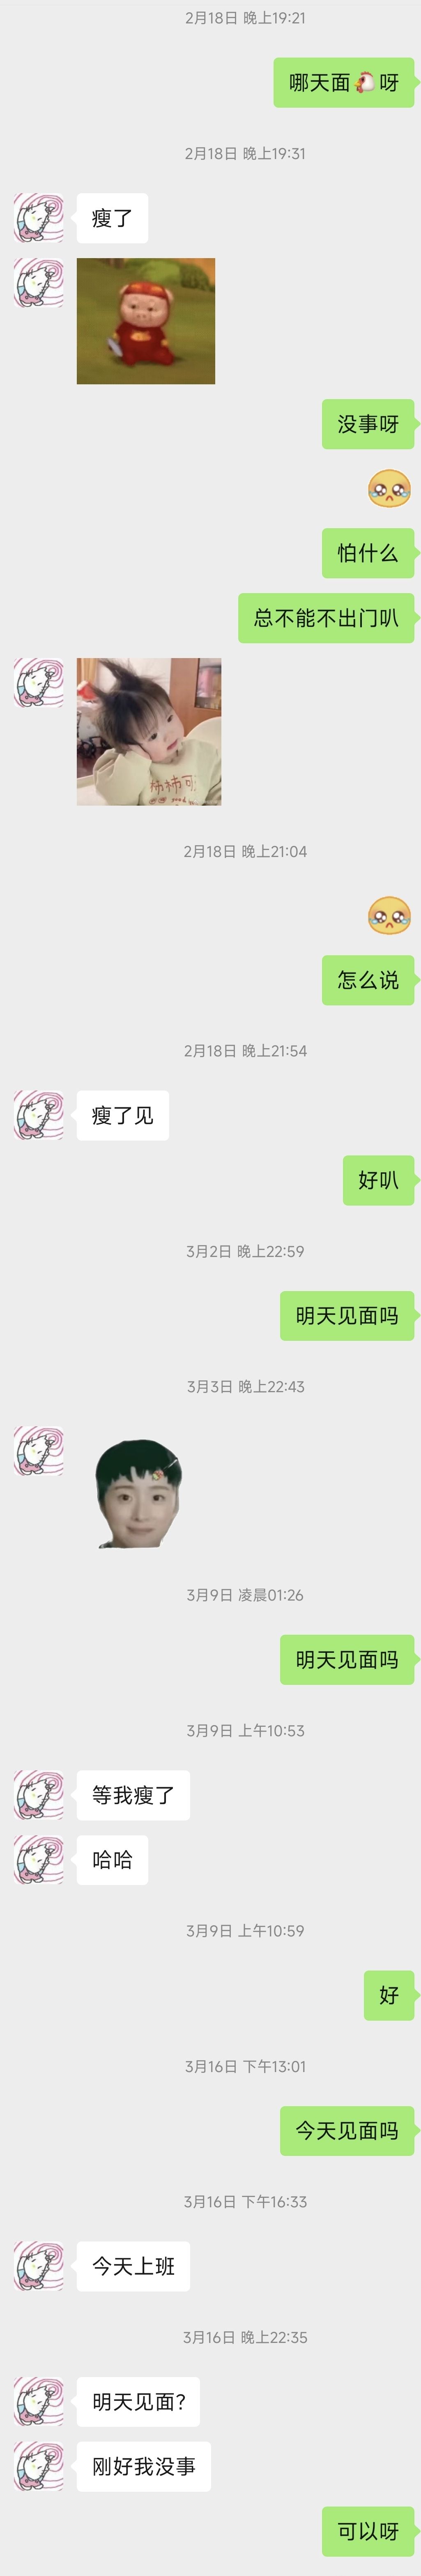 2月18日 晚上19:21
哪天面🐔呀
2月18日 晚上19:31
瘦了
没事呀
🥺
怕什么
总不能不出门叭
柿柿可
2月18日 晚上21:04
🥺
怎么说
2月18日 晚上21:54
瘦了见
好叭
3月2日 晚上22:59
明天见面吗
3月3日 晚上22:43
3月9日 凌晨01:26
明天见面吗
3月9日 上午10:53
等我瘦了
哈哈
3月9日 上午10:59
好
3月16日 下午13:01
今天见面吗
3月16日 下午16:33
今天上班
3月16日 晚上22:35
明天见面？
刚好我没事
可以呀